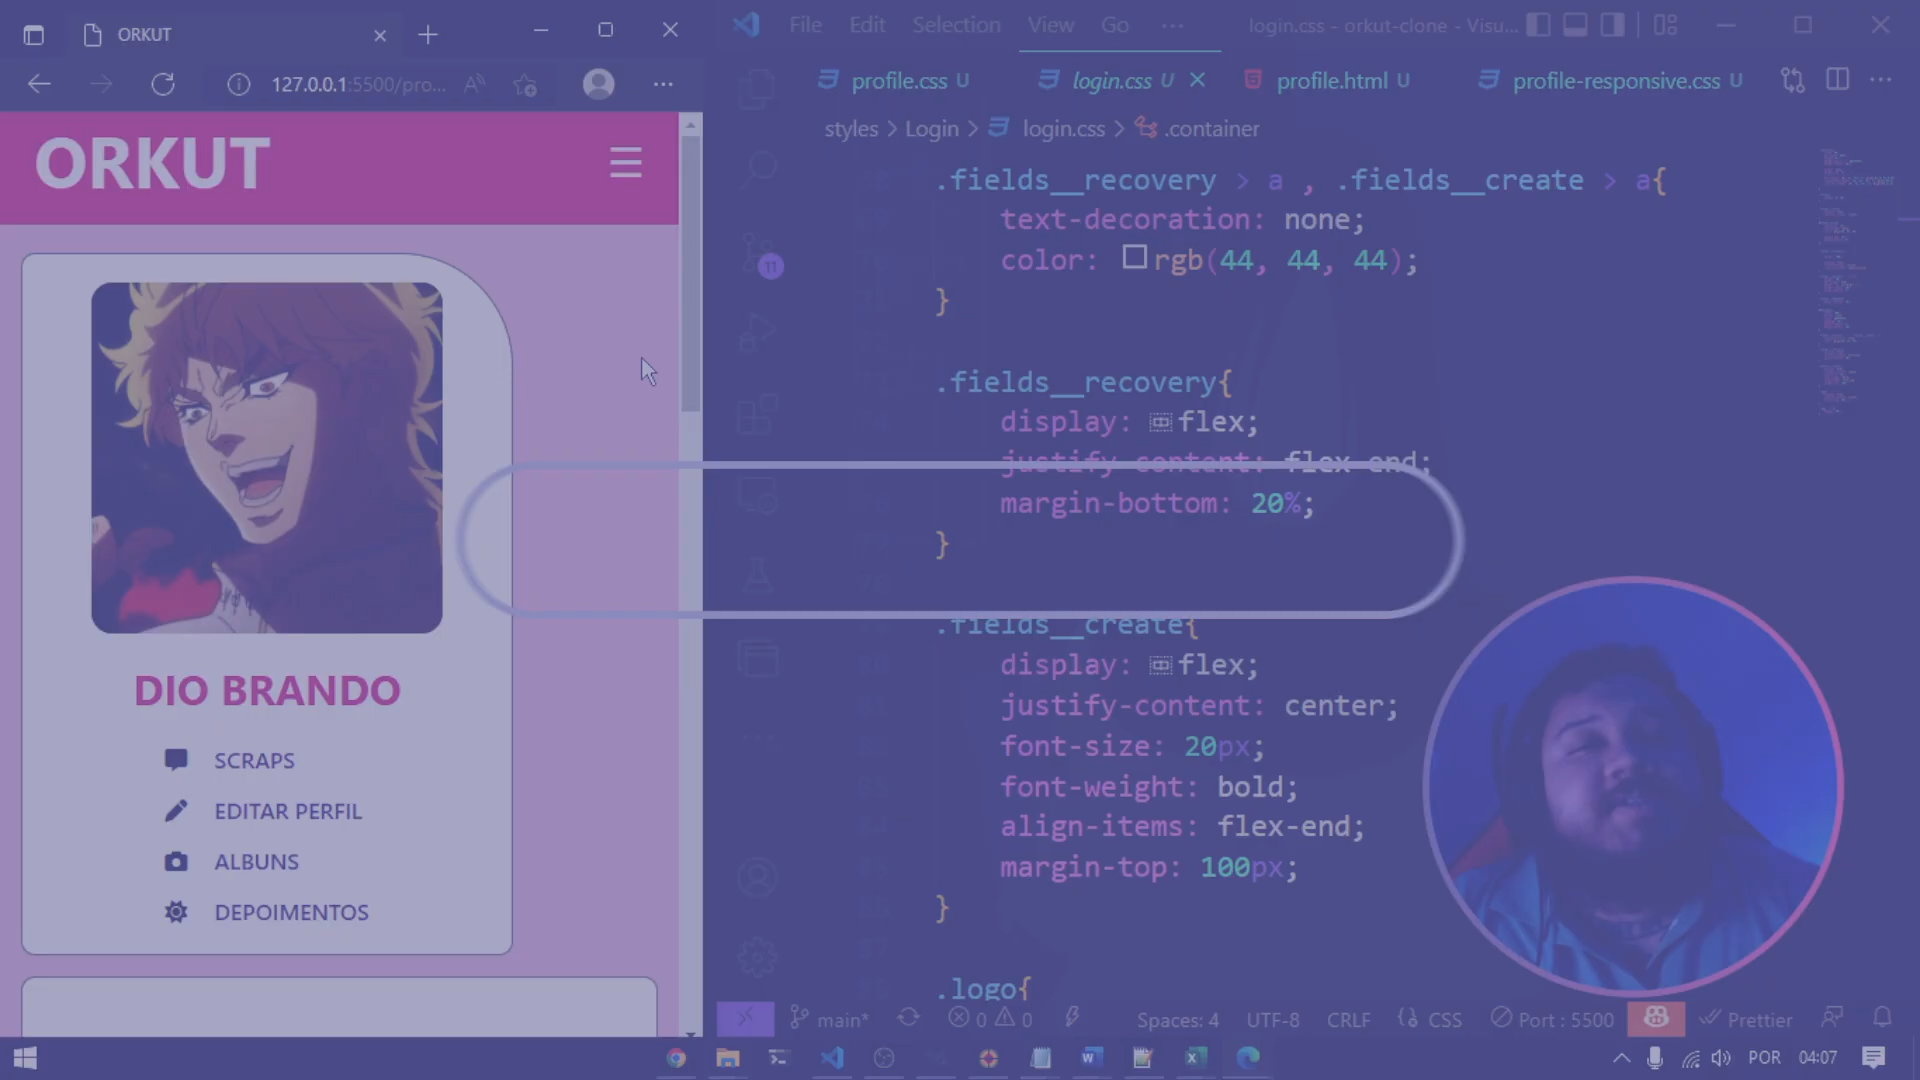 ORKUT
127.0.0.1:5500/pro...
ORKUT
DIO BRANDO
SCRAPS
EDITAR PERFIL
ALBUNS
DEPOIMENTOS
File Edit Selection View Go ... login.css - orkut-clone - Visu...
profile.css U login.css U profile.html U profile-responsive.css U
styles > Login > login.css > .container
11
.fields__recovery > a , .fields__create > a{
text-decoration: none;
color: rgb(44, 44, 44);
}
.fields__recovery{
display: flex;
justify-content: flex-end;
margin-bottom: 20%;
}
.fields__create{
display: flex;
justify-content: center;
font-size: 20px;
font-weight: bold;
align-items: flex-end;
margin-top: 100px;
}
.logo{
main* 0 0 Spaces: 4 UTF-8 CRLF CSS Port : 5500 Prettier
POR 04:07